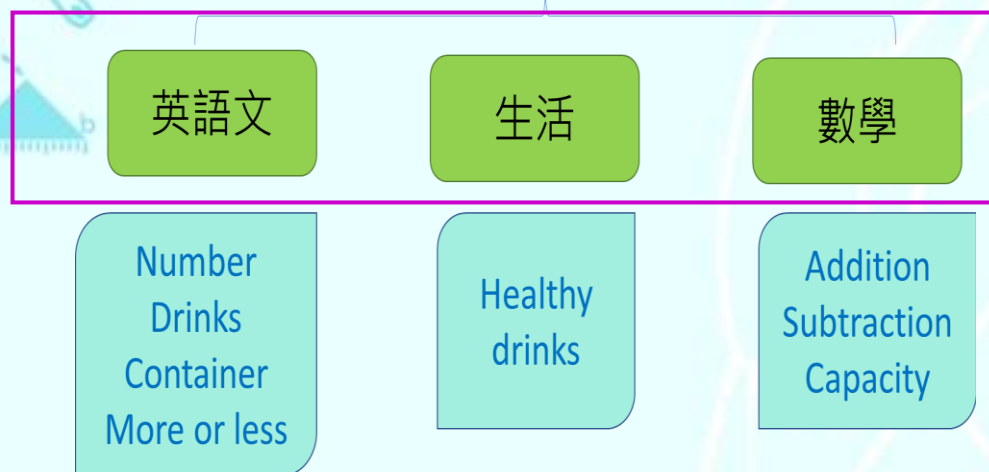 英語文
生活
數學
Number
Drinks
Container
More or less
Healthy
drinks
Addition
Subtraction
Capacity
b